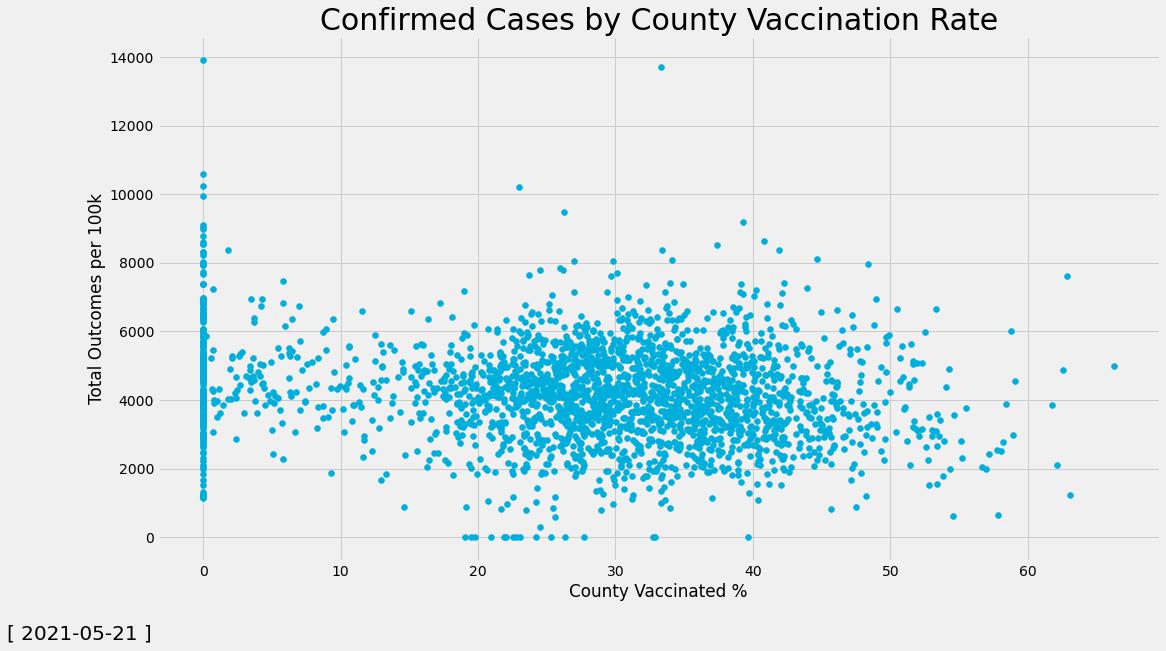 Confirmed Cases by County Vaccination Rate
14000
12000
10000
8000
6000
4000
2000
0
Total Outcomes per 100k
0 10 20 30 40 50 60
County Vaccinated %
[ 2021-05-21 ]